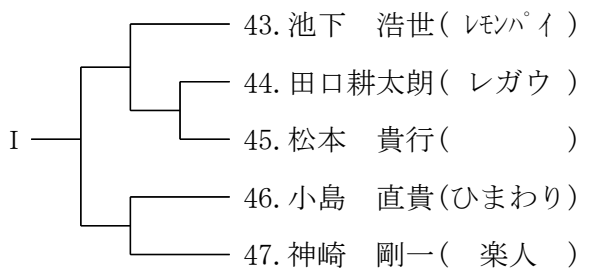 43. 池下　浩世( ﾚﾓﾝﾊﾟｲ )
44. 田口耕太朗( レガウ )
I
45. 松本　貴行(　　　　)
46. 小島　直貴(ひまわり)
47. 神崎　剛一(　楽人　)